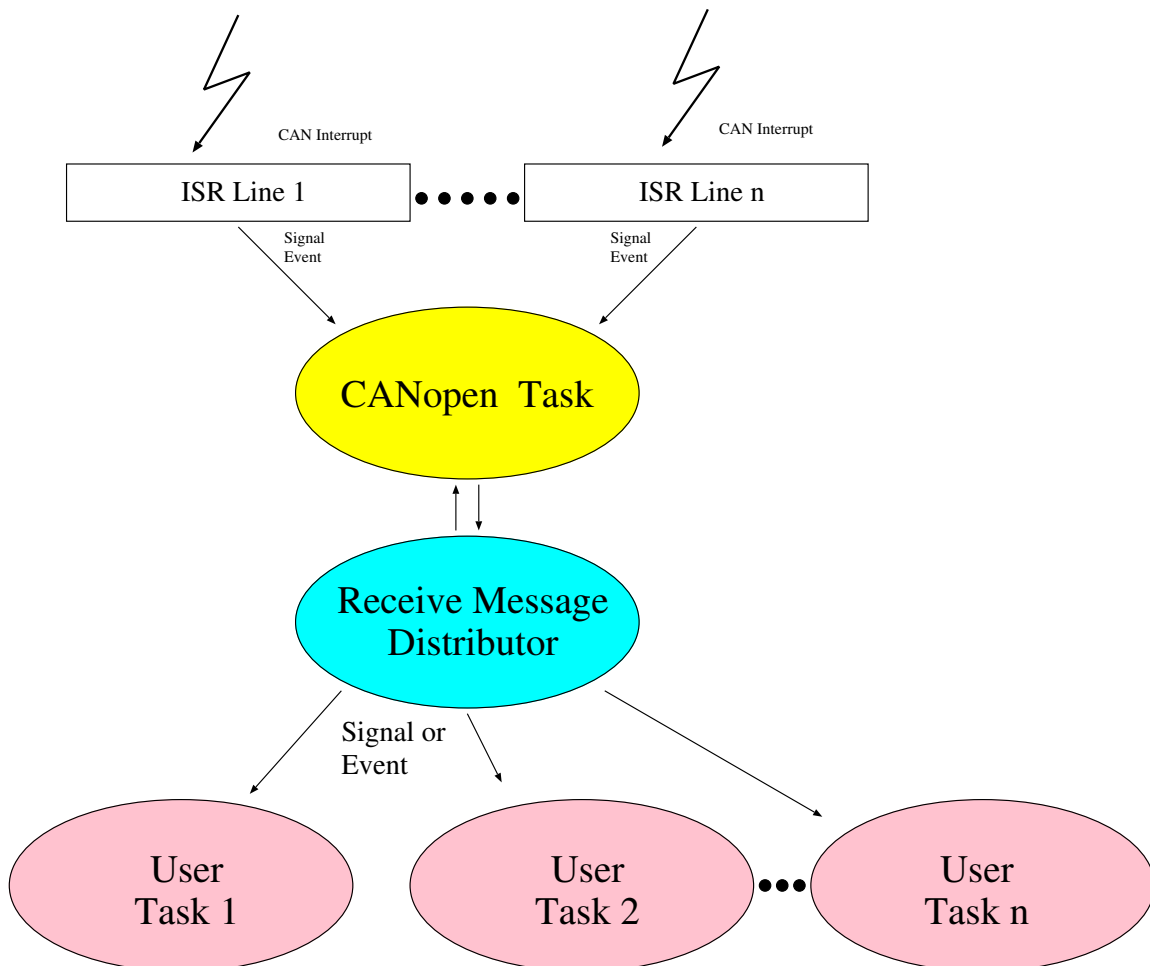 CAN Interrupt
CAN Interrupt
ISR Line 1
ISR Line n
Signal
Event
Signal
Event
CANopen Task
Receive Message
Distributor
Signal or
Event
User
Task 1
User
Task 2
User
Task n